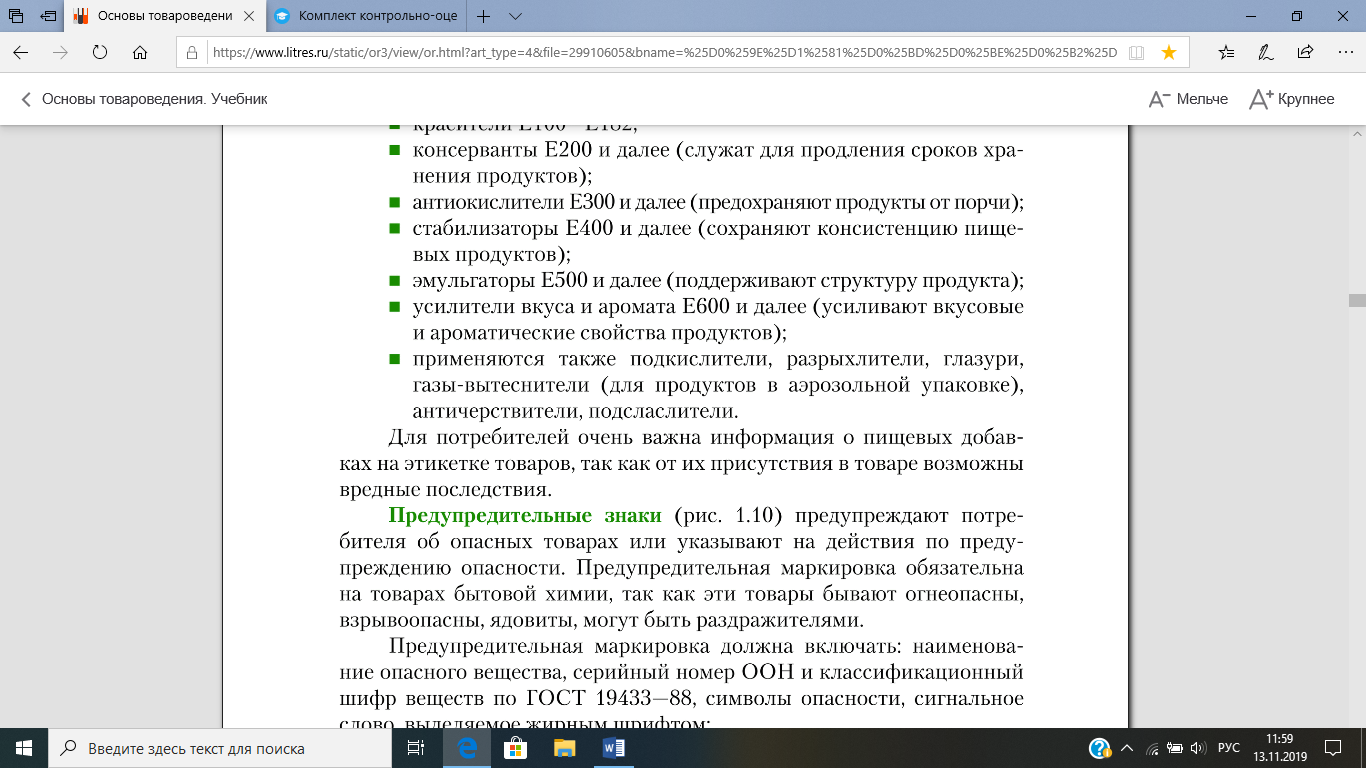 Основы товароведени
Комплект контрольно-оце
https://www.litres.ru/static/or3/view/or.html?art_type=4&file=29910605&bname=%25D0%259E%25D1%2581%25D0%25BD%25D0%25BE%25D0%25B2%25D
Основы товароведения. Учебник
А− Мельче
А+ Крупнее
красители Е100—Е182;
консерванты Е200 и далее (служат для продления сроков хра-
нения продуктов);
антиокислители Е300 и далее (предохраняют продукты от порчи);
стабилизаторы Е400 и далее (сохраняют консистенцию пище-
вых продуктов);
эмульгаторы Е500 и далее (поддерживают структуру продукта);
усилители вкуса и аромата Е600 и далее (усиливают вкусовые
и ароматические свойства продуктов);
применяются также подкислители, разрыхлители, глазури,
газы-вытеснители (для продуктов в аэрозольной упаковке),
античерствители, подсластители.
Для потребителей очень важна информация о пищевых добав-
ках на этикетке товаров, так как от их присутствия в товаре возможны
вредные последствия.
Предупредительные знаки (рис. 1.10) предупреждают потре-
бителя об опасных товарах или указывают на действия по преду-
преждению опасности. Предупредительная маркировка обязательна
на товарах бытовой химии, так как эти товары бывают огнеопасны,
взрывоопасны, ядовиты, могут быть раздражителями.
Предупредительная маркировка должна включать: наименова-
ние опасного вещества, серийный номер ООН и классификационный
шифр веществ по ГОСТ 19433—88, символы опасности, сигнальное
слово, выделяемое жирным шрифтом;
Введите здесь текст для поиска
РУС
11:59
13.11.2019